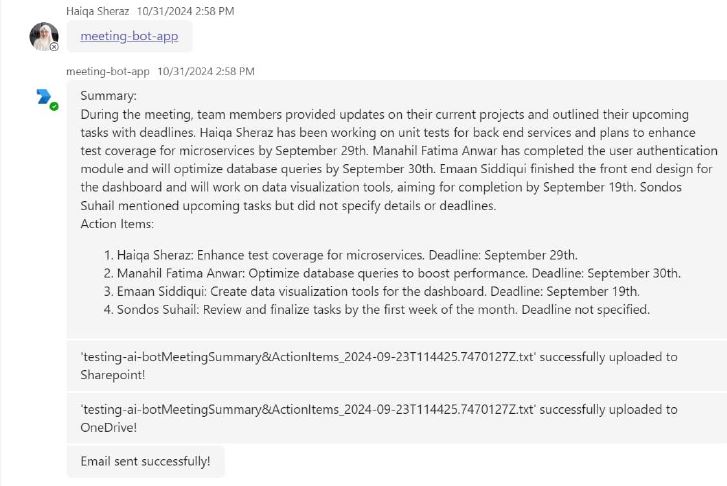 Haiqa Sheraz 10/31/2024 2:58 PM
meeting-bot-app
meeting-bot-app 10/31/2024 2:58 PM
Summary:
During the meeting, team members provided updates on their current projects and outlined their upcoming
tasks with deadlines. Haiqa Sheraz has been working on unit tests for back end services and plans to enhance
test coverage for microservices by September 29th. Manahil Fatima Anwar has completed the user authentication
module and will optimize database queries by September 30th. Emaan Siddiqui finished the front end design for
the dashboard and will work on data visualization tools, aiming for completion by September 19th. Sondos
Suhail mentioned upcoming tasks but did not specify details or deadlines.
Action Items:
1. Haiqa Sheraz: Enhance test coverage for microservices. Deadline: September 29th.
2. Manahil Fatima Anwar: Optimize database queries to boost performance. Deadline: September 30th.
3. Emaan Siddiqui: Create data visualization tools for the dashboard. Deadline: September 19th.
4. Sondos Suhail: Review and finalize tasks by the first week of the month. Deadline not specified.
'testing-ai-botMeetingSummary&ActionItems_2024-09-23T114425.7470127Z.txt' successfully uploaded to
Sharepoint!
'testing-ai-botMeetingSummary&ActionItems_2024-09-23T114425.7470127Z.txt' successfully uploaded to
OneDrive!
Email sent successfully!